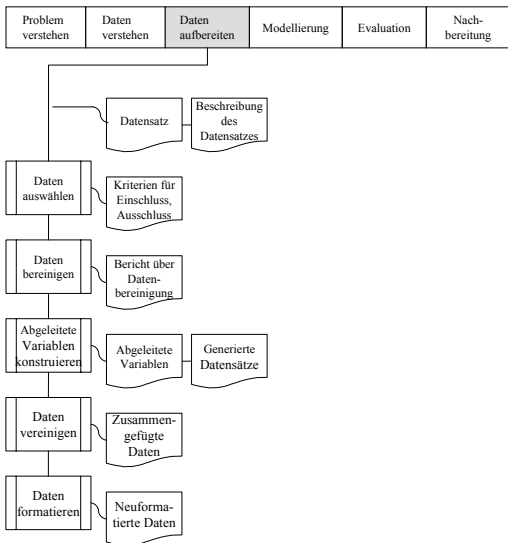 Problem
verstehen
Daten
verstehen
Daten
aufbereiten
Modellierung
Evaluation
Nach-
bereitung
Datensatz
Beschreibung
des
Datensatzes
Daten
auswählen
Kriterien für
Einschluss,
Ausschluss
Daten
bereinigen
Bericht über
Daten-
bereinigung
Abgeleitete
Variablen
konstruieren
Abgeleitete
Variablen
Generierte
Datensätze
Daten
vereinigen
Zusammen-
gefügte
Daten
Daten
formatieren
Neuforma-
tierte Daten